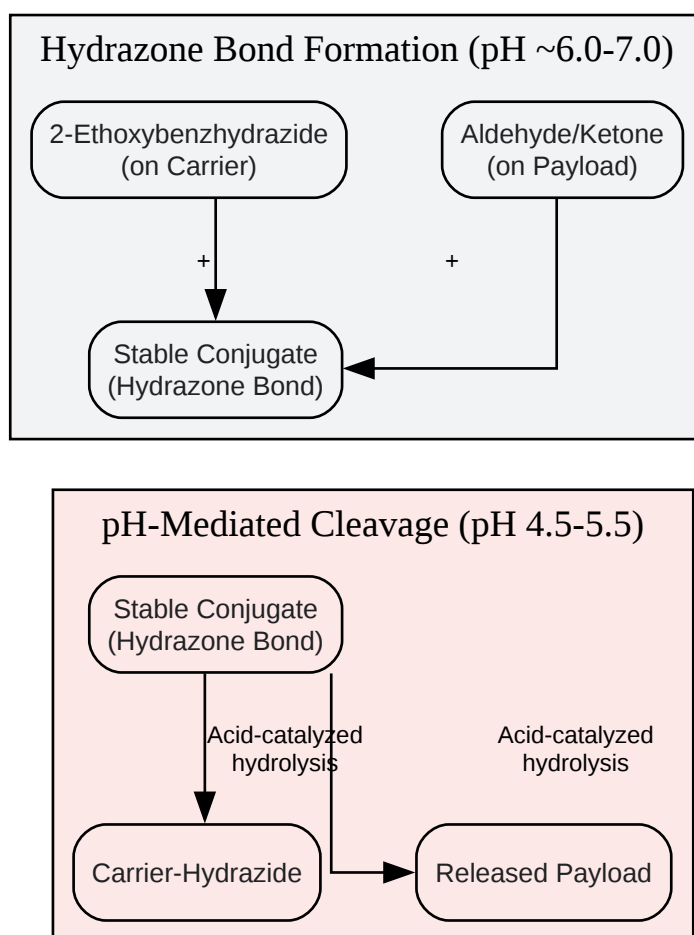 Hydrazone Bond Formation (pH ~6.0-7.0)
2-Ethoxybenzhydrazide
(on Carrier)
Aldehyde/Ketone
(on Payload)
+
+
Stable Conjugate
(Hydrazone Bond)
pH-Mediated Cleavage (pH 4.5-5.5)
Stable Conjugate
(Hydrazone Bond)
Acid-catalyzed
hydrolysis
Acid-catalyzed
hydrolysis
Carrier-Hydrazide
Released Payload